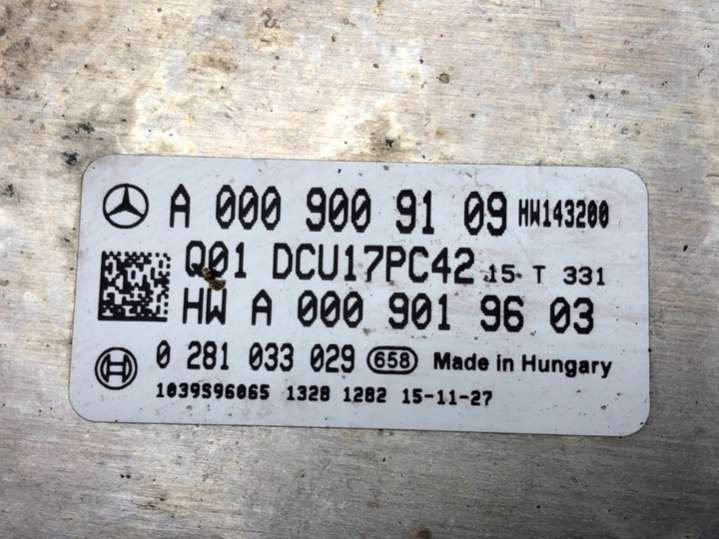 A 000 900 91 09 HW143200
Q01 DCU17PC42 15 T 331
HW A 000 901 96 03
0 281 033 029 658 Made in Hungary
1039S96065 1328 1282 15-11-27